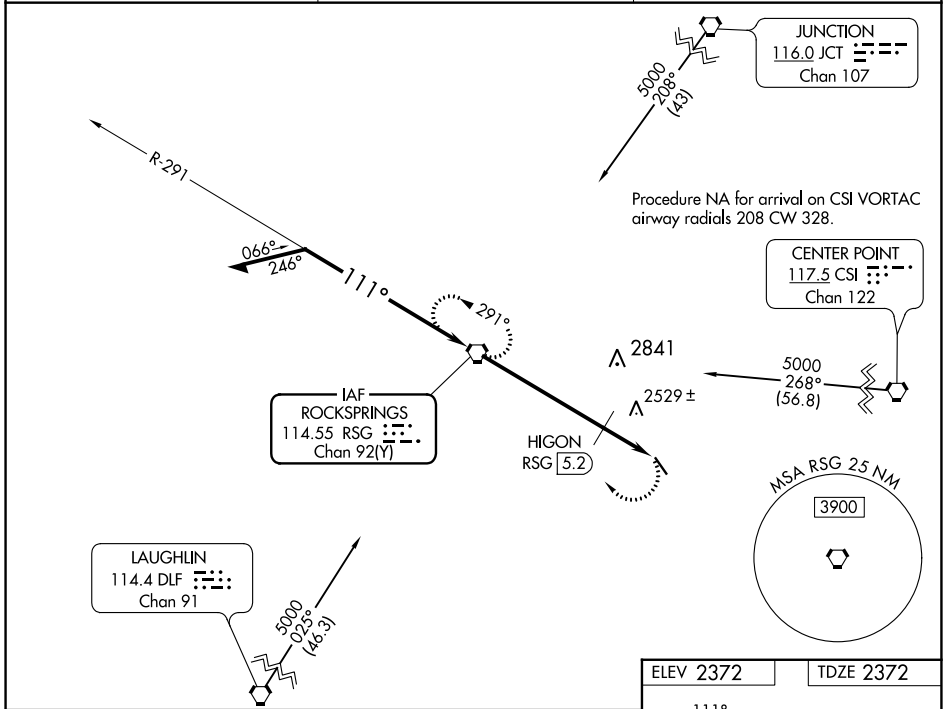 JUNCTION
116.0 JCT
Chan 107
5000
208°
(43)
R-291
Procedure NA for arrival on CSI VORTAC
airway radials 208 CW 328.
066°
246°
111°
291°
CENTER POINT
117.5 CSI
Chan 122
2841
5000
268°
(56.8)
2529 ±
IAF
ROCKSPRINGS
114.55 RSG
Chan 92(Y)
HIGON
RSG 5.2
MSA RSG 25 NM
3900
LAUGHLIN
114.4 DLF
Chan 91
5000
025°
(46.3)
ELEV 2372
TDZE 2372
111°